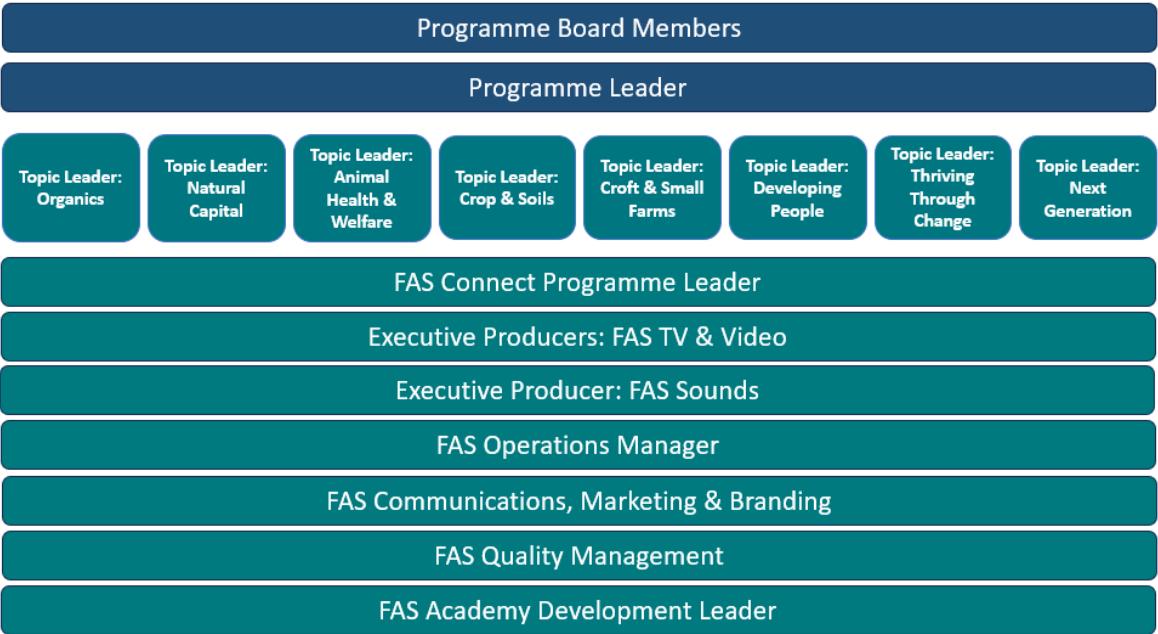 Programme Board Members
Programme Leader
Topic Leader:
Organics
Topic Leader:
Natural
Capital
Topic Leader:
Animal
Health &
Welfare
Topic Leader:
Crop & Soils
Topic Leader:
Croft & Small
Farms
Topic Leader:
Developing
People
Topic Leader:
Thriving
Through
Change
Topic Leader:
Next
Generation
FAS Connect Programme Leader
Executive Producers: FAS TV & Video
Executive Producer: FAS Sounds
FAS Operations Manager
FAS Communications, Marketing & Branding
FAS Quality Management
FAS Academy Development Leader